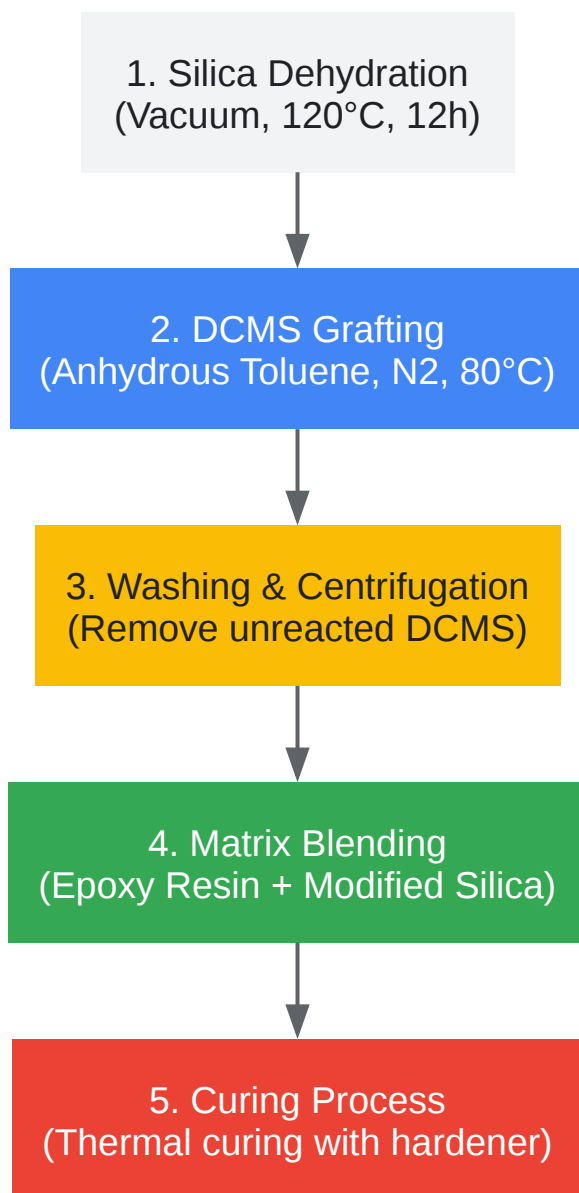 1. Silica Dehydration
(Vacuum, 120°C, 12h)
2. DCMS Grafting
(Anhydrous Toluene, N2, 80°C)
3. Washing & Centrifugation
(Remove unreacted DCMS)
4. Matrix Blending
(Epoxy Resin + Modified Silica)
5. Curing Process
(Thermal curing with hardener)